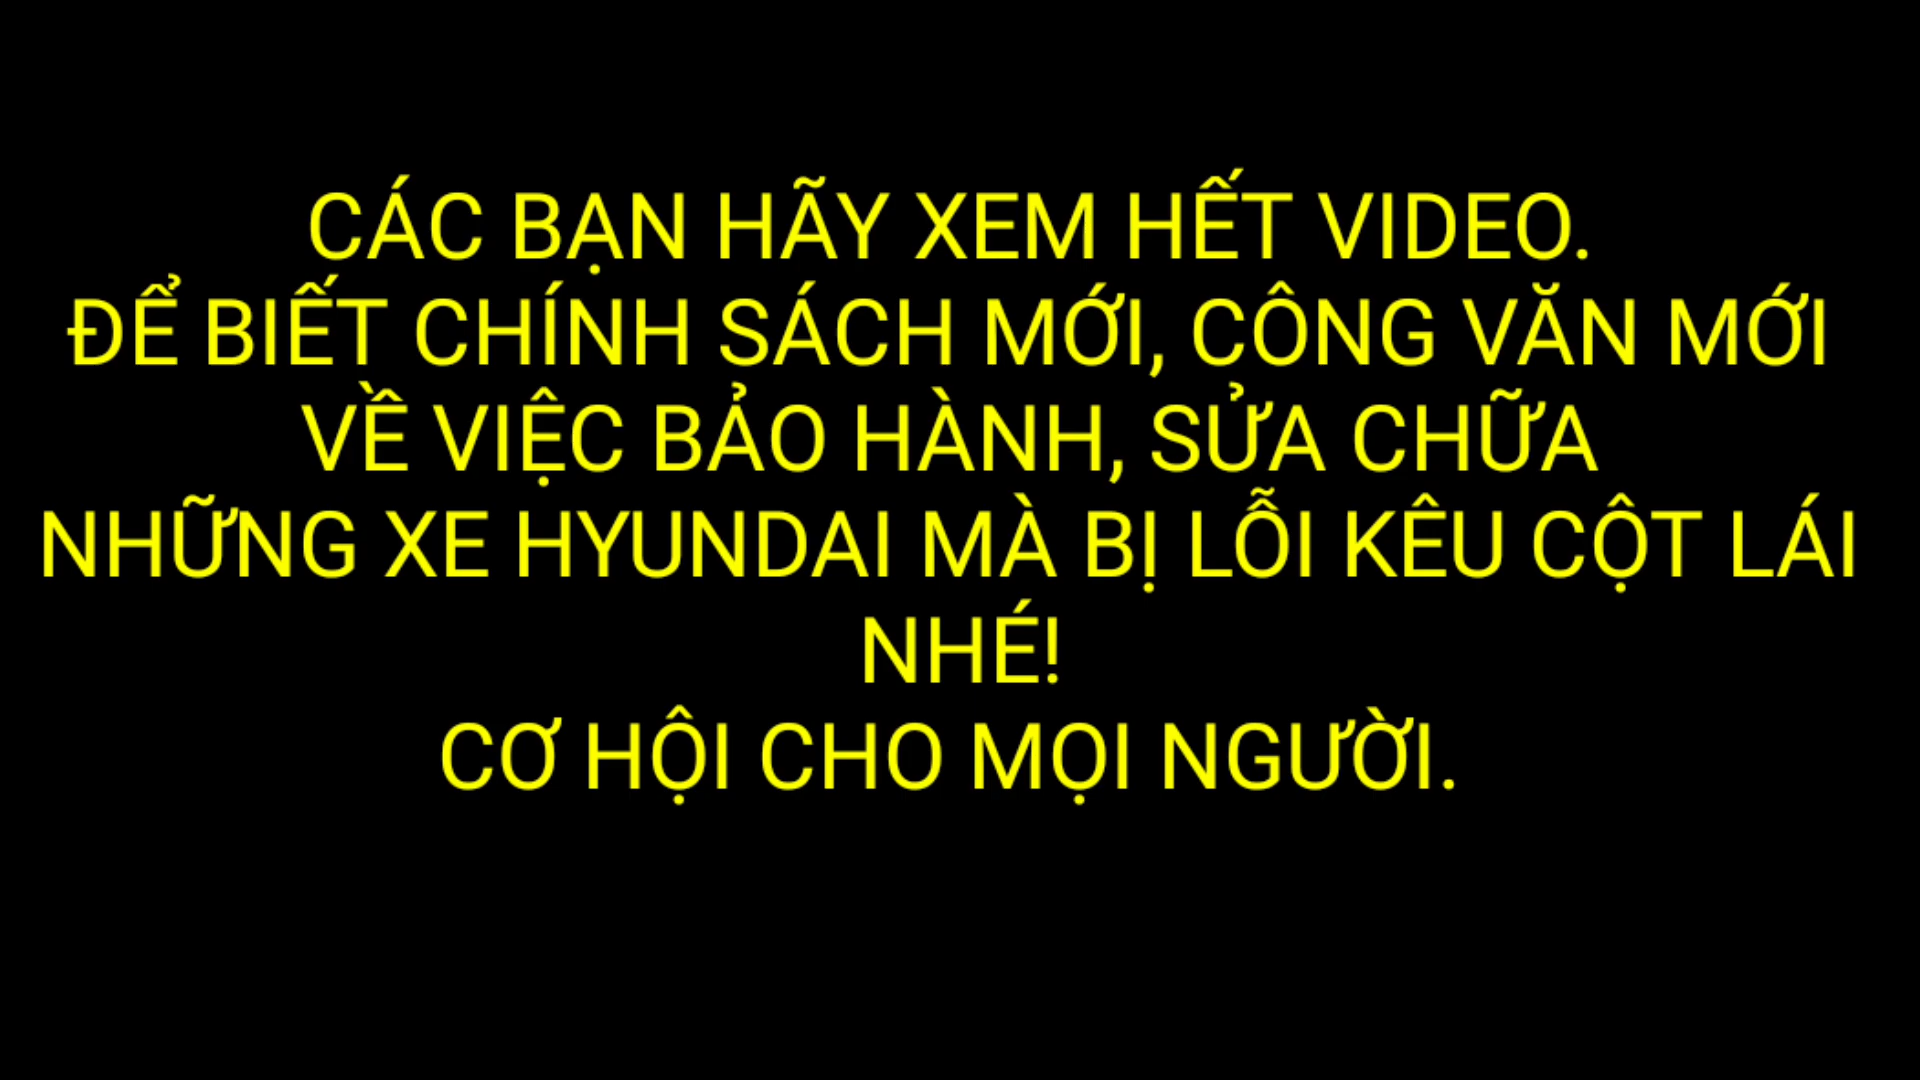 CÁC BẠN HÃY XEM HẾT VIDEO.
ĐỂ BIẾT CHÍNH SÁCH MỚI, CÔNG VĂN MỚI
VỀ VIỆC BẢO HÀNH, SỬA CHỮA
NHỮNG XE HYUNDAI MÀ BỊ LỖI KÊU CỘT LÁI
NHÉ!
CƠ HỘI CHO MỌI NGƯỜI.